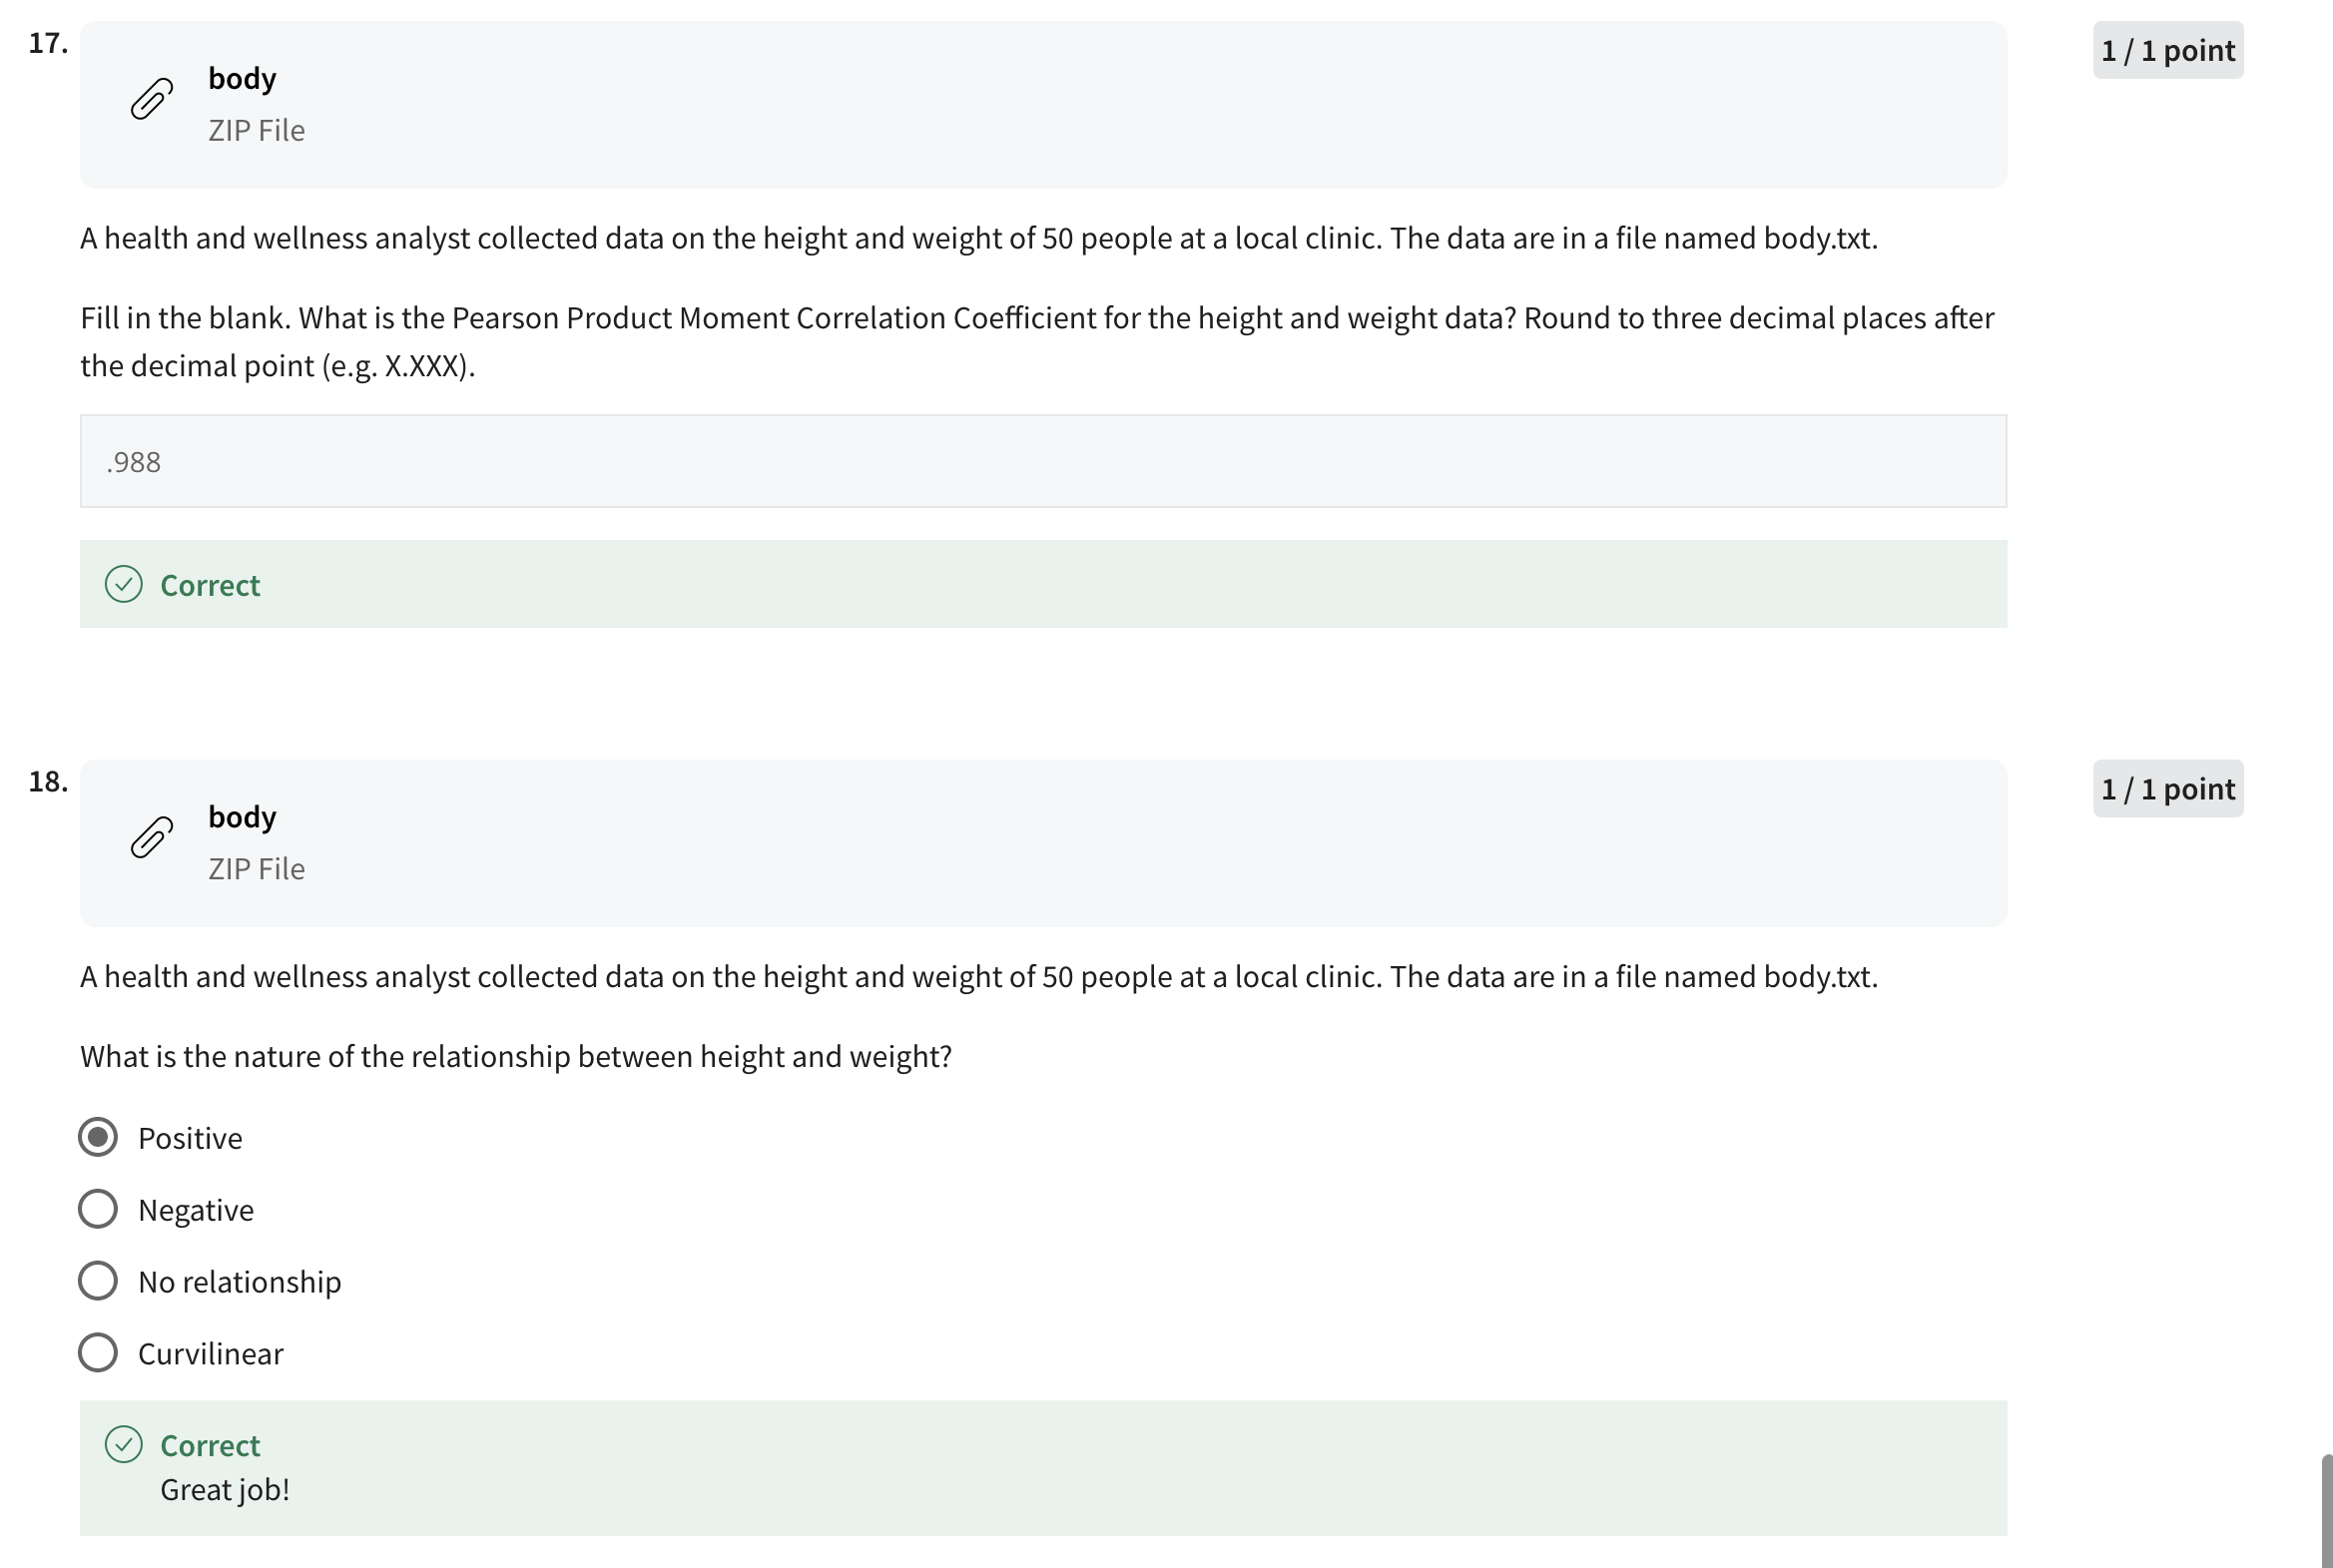 17.
body
ZIP File
1 / 1 point
A health and wellness analyst collected data on the height and weight of 50 people at a local clinic. The data are in a file named body.txt.
Fill in the blank. What is the Pearson Product Moment Correlation Coefficient for the height and weight data? Round to three decimal places after
the decimal point (e.g. X.XXX).
.988
Correct
18.
body
ZIP File
1 / 1 point
A health and wellness analyst collected data on the height and weight of 50 people at a local clinic. The data are in a file named body.txt.
What is the nature of the relationship between height and weight?
Positive
Negative
No relationship
Curvilinear
Correct
Great job!